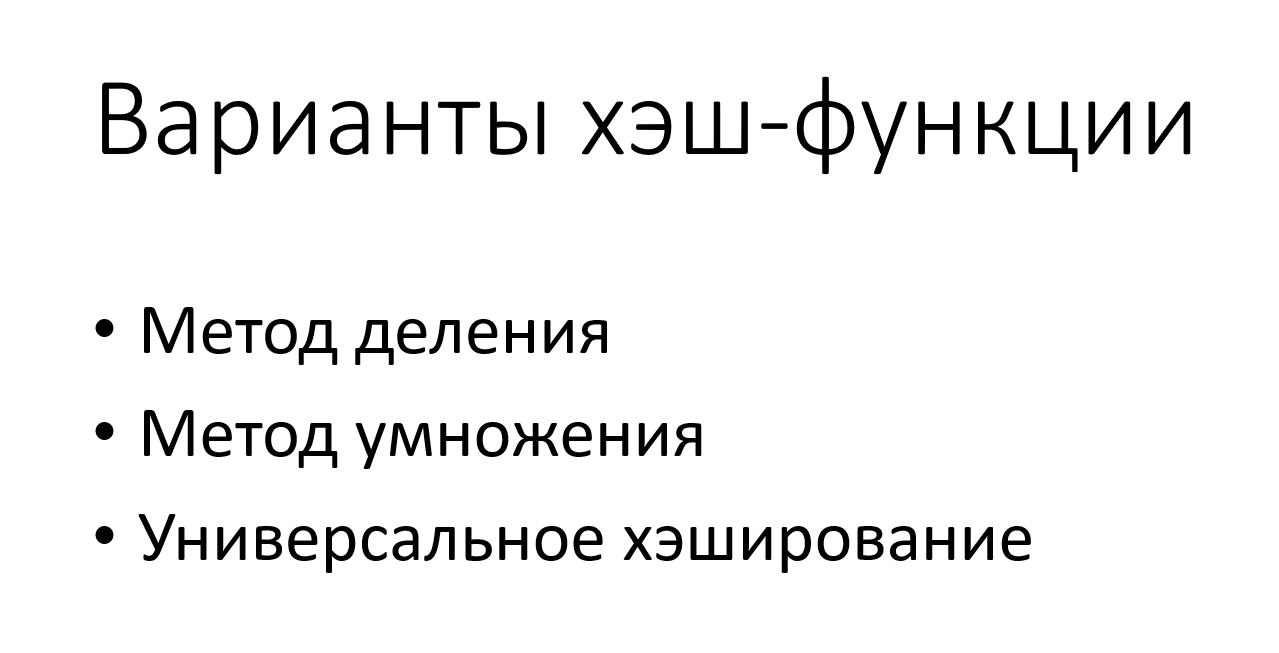 Варианты хэш-функции
• Метод деления
• Метод умножения
• Универсальное хэширование